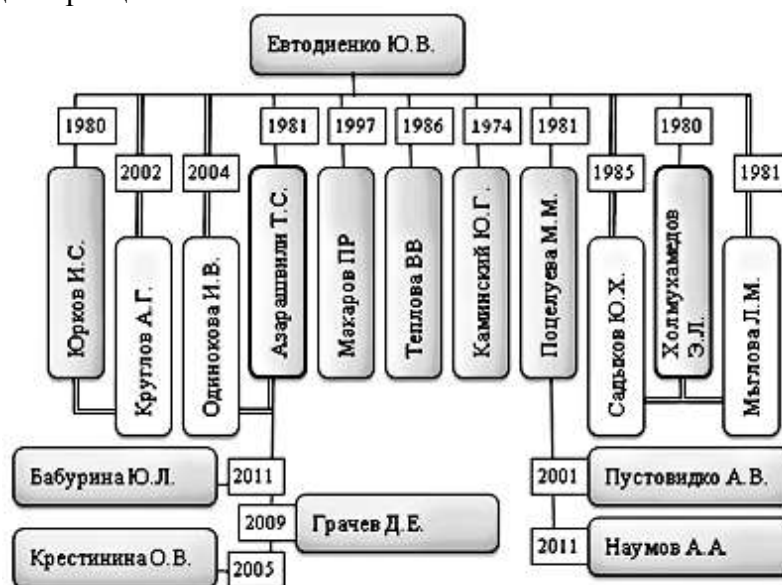 Евтодиенко Ю.В.
1980
1981
1997
1986
1974
1981
1980
2002
2004
1985
1981
Юрков И.С.
Круглов А.Г.
Одинокова И.В.
Азарашвили Т.С.
Макаров ПР
Теплова ВВ
Каминский Ю.Г.
Поцелуева М.М.
Садыков Ю.Х.
Холмухамедов
Э.Л.
Мьглова Л.М.
Бабурина Ю.Л.
2011
2001
Пустовидко А.В.
2009
Грачев Д.Е.
Крестинина О.В.
2005
2011
Наумов А.А.